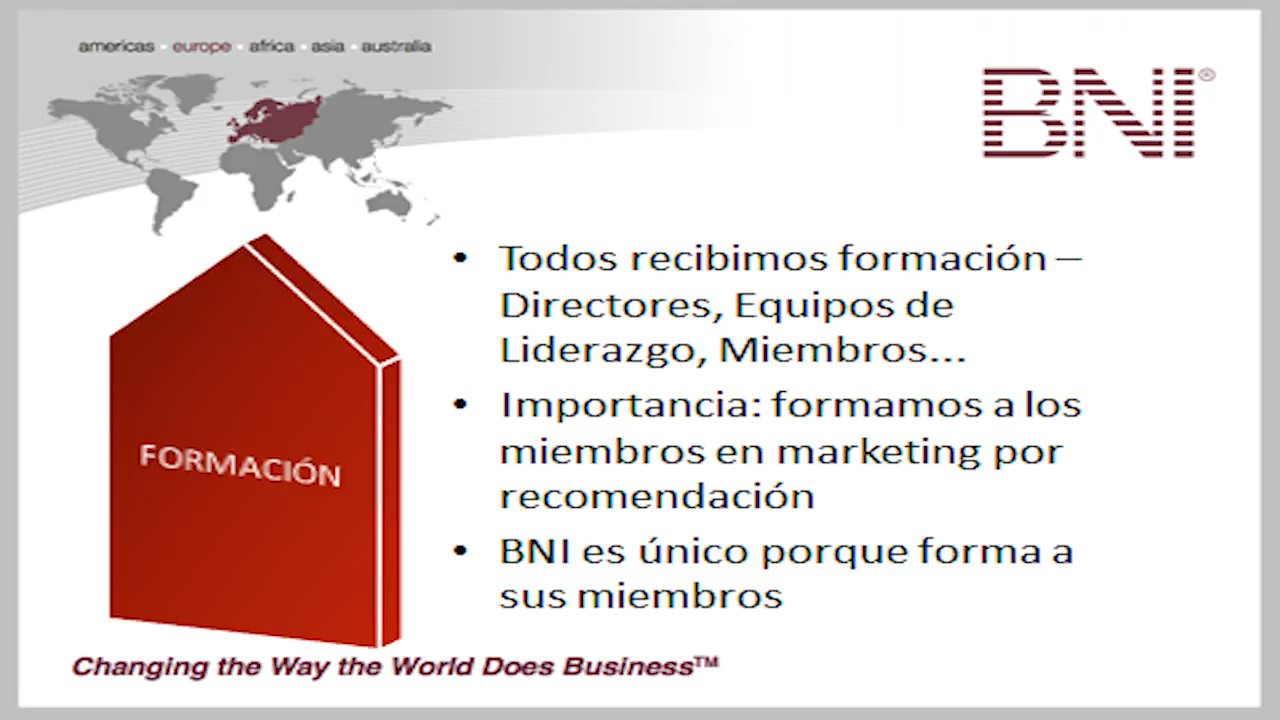 americas • europe • africa • asia • australia
BNI®
• Todos recibimos formación –
Directores, Equipos de
Liderazgo, Miembros...
• Importancia: formamos a los
miembros en marketing por
recomendación
• BNI es único porque forma a
sus miembros
FORMACIÓN
Changing the Way the World Does Business™